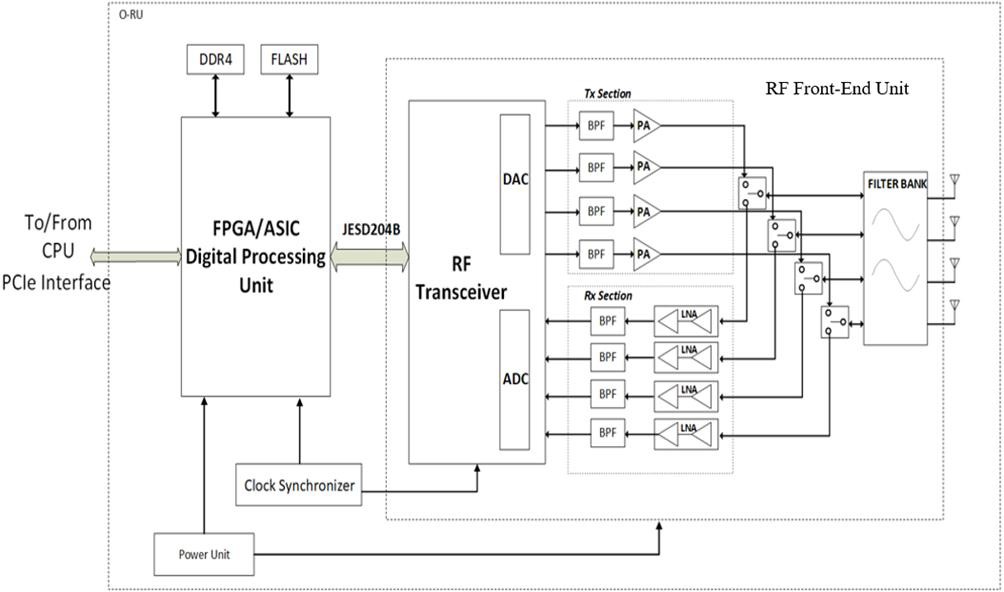 O-RU
DDR4
FLASH
RF Front-End Unit
Tx Section
BPF
PA
BPF
PA
BPF
PA
BPF
PA
DAC
FILTER BANK
To/From
CPU
PCIe Interface
FPGA/ASIC
Digital Processing
Unit
JESD204B
RF
Transceiver
Rx Section
ADC
BPF
LNA
BPF
LNA
BPF
LNA
BPF
LNA
Clock Synchronizer
Power Unit